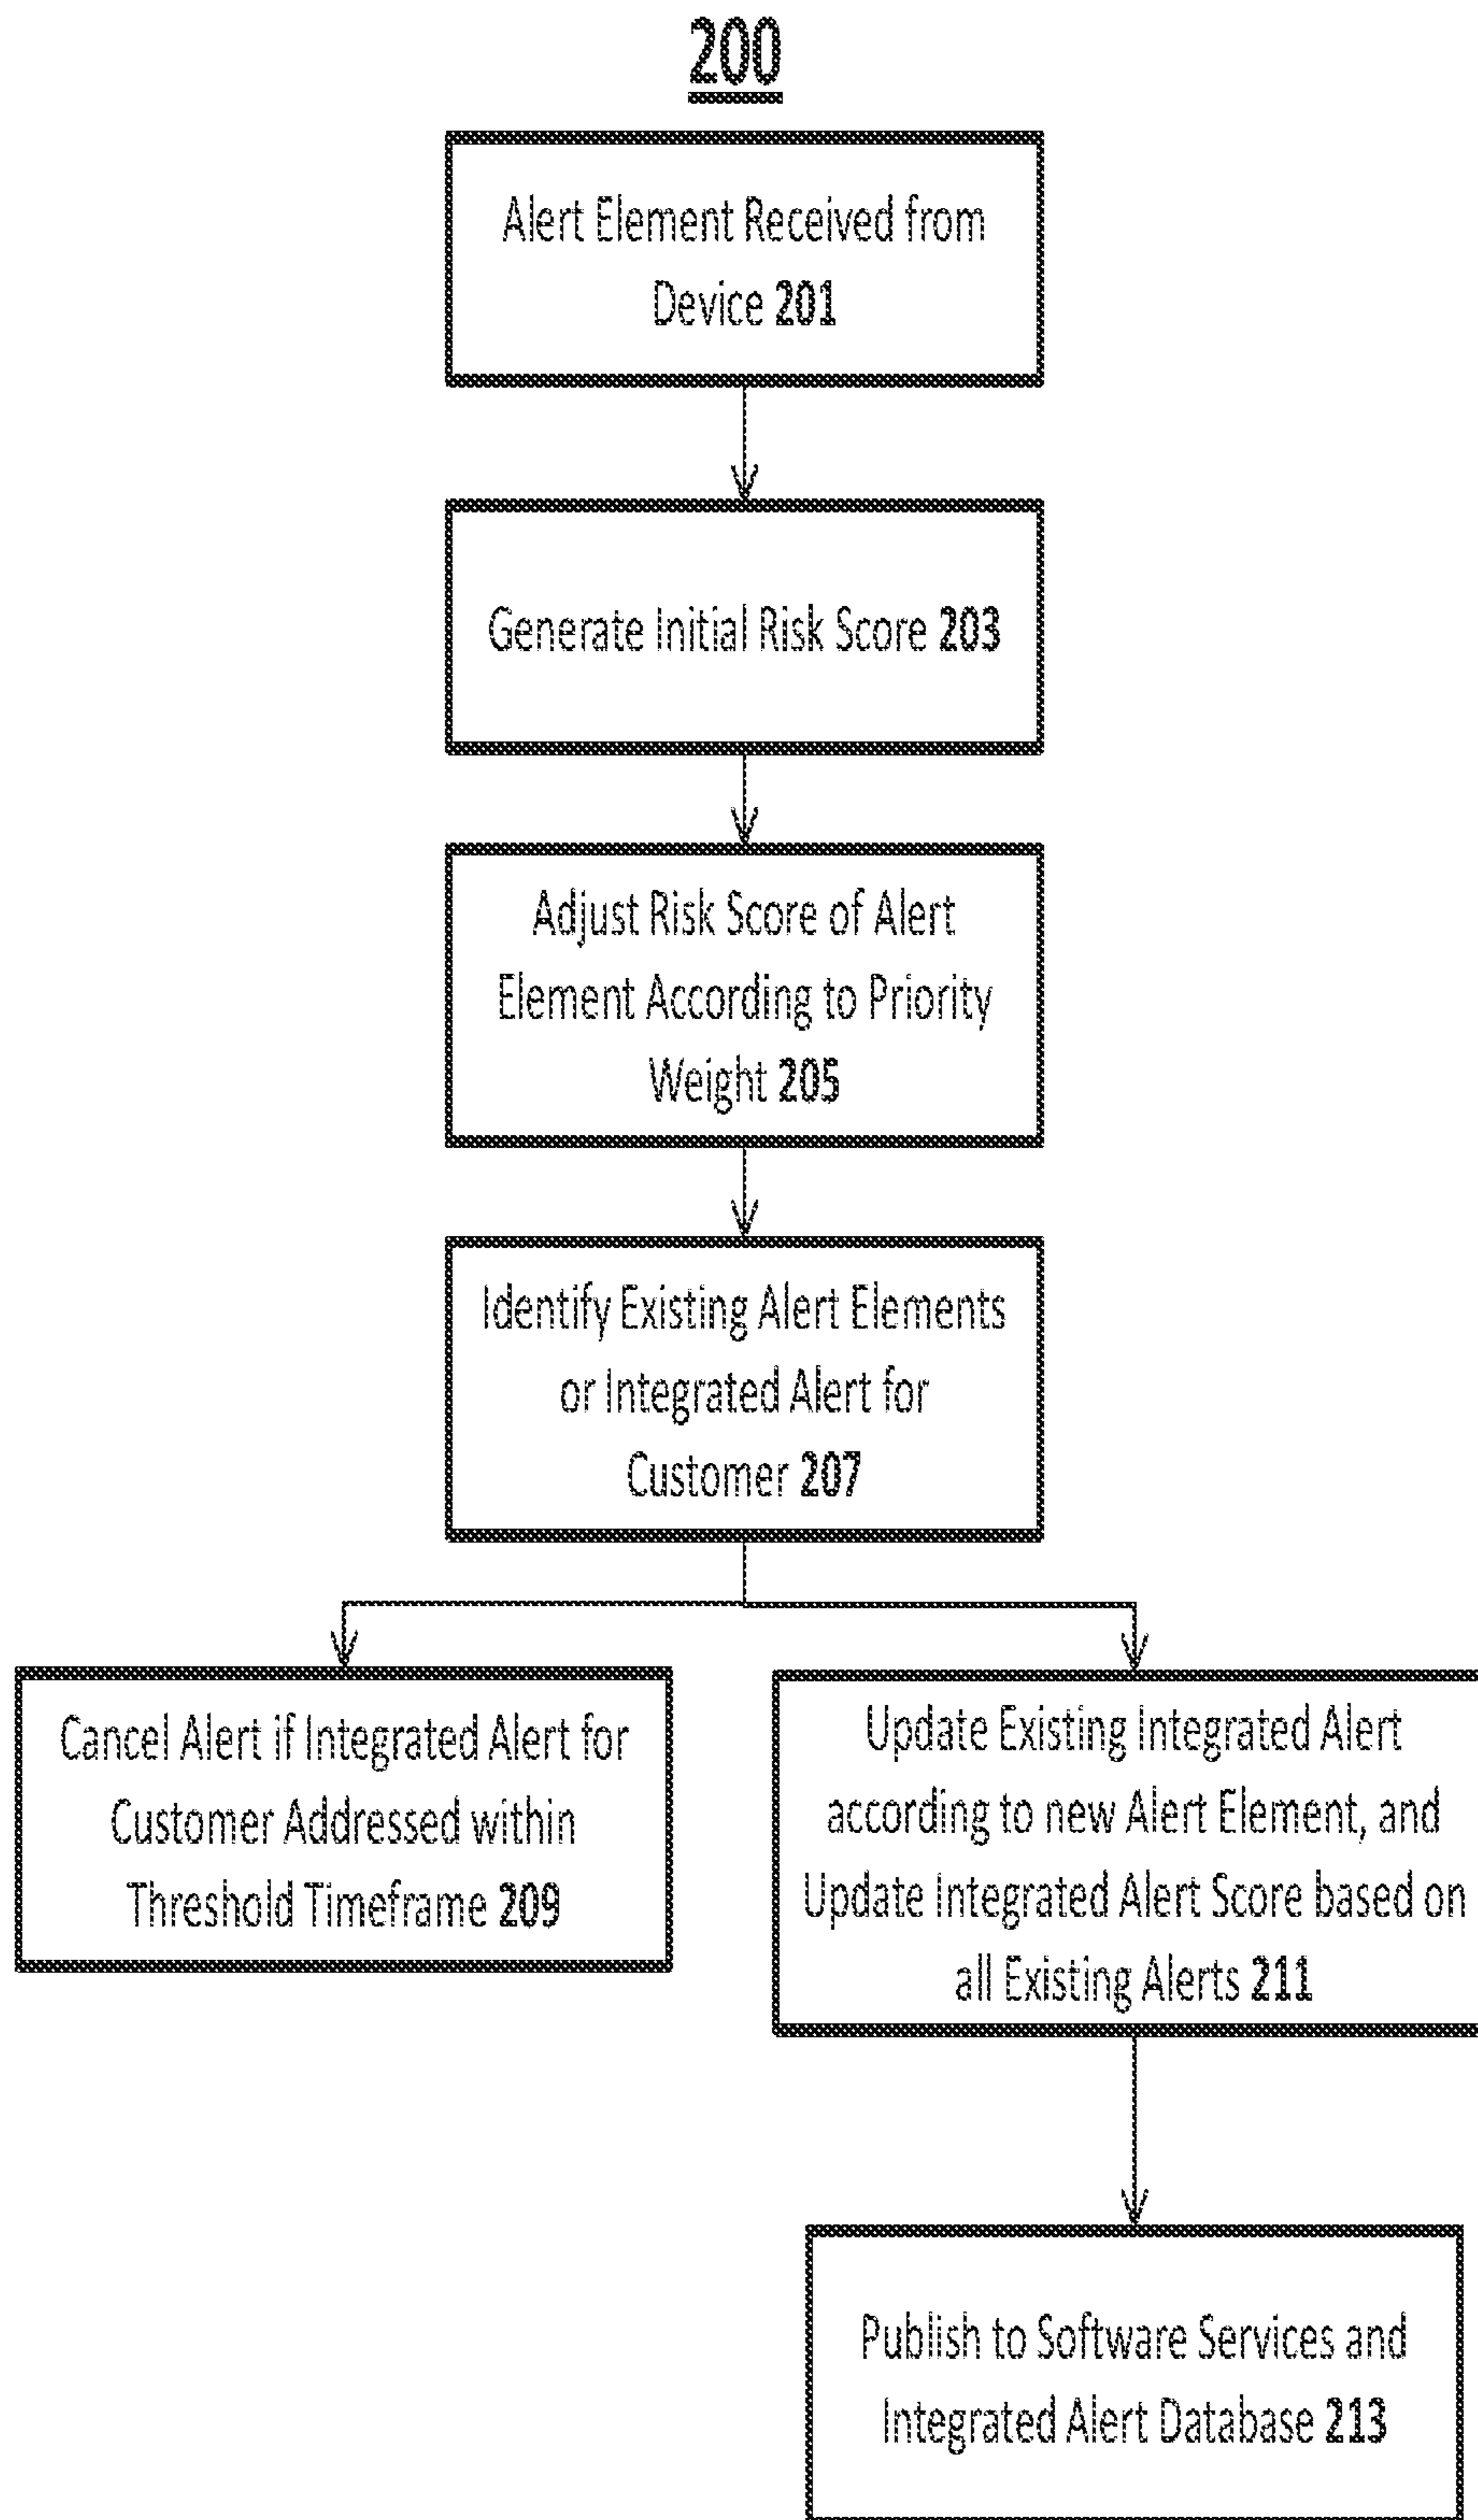 200
Alert Element Received from
Device 201
Generate Initial Risk Score 203
Adjust Risk Score of Alert
Element According to Priority
Weight 205
Identify Existing Alert Elements
or Integrated Alert for
Customer 207
Cancel Alert if Integrated Alert for
Customer Addressed within
Threshold Timeframe 209
Update Existing Integrated Alert
according to new Alert Element, and
Update Integrated Alert Score based on
all Existing Alerts 211
Publish to Software Services and
Integrated Alert Database 213